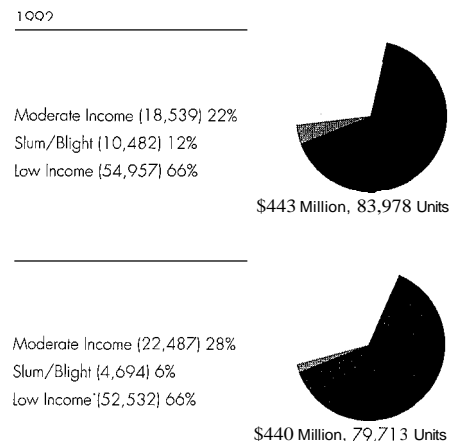 1992
Moderate Income (18,539) 22%
Slum/Blight (10,482) 12%
Low Income (54,957) 66%
$443 Million, 83,978 Units
Moderate Income (22,487) 28%
Slum/Blight (4,694) 6%
Low Income (52,532) 66%
$440 Million, 79,713 Units